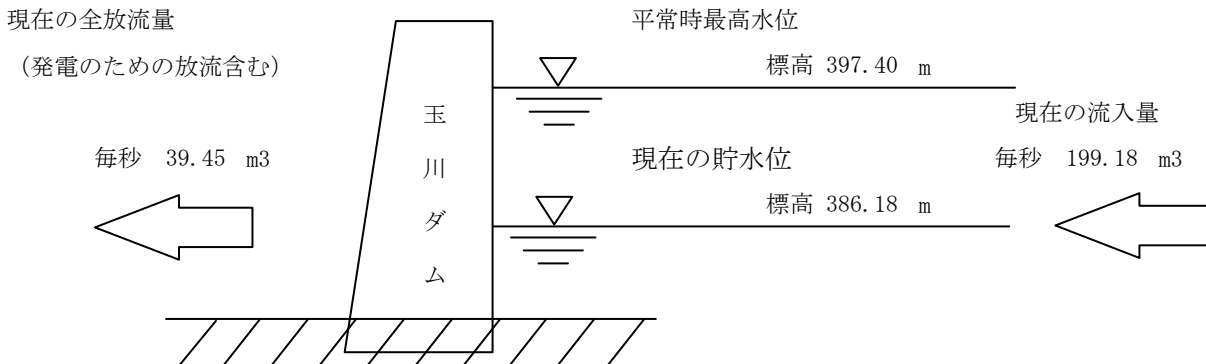 現在の全放流量
(発電のための放流含む)
毎秒 39.45 m3
玉川ダム
平常時最高水位
標高 397.40 m
現在の貯水位
標高 386.18 m
現在の流入量
毎秒 199.18 m3